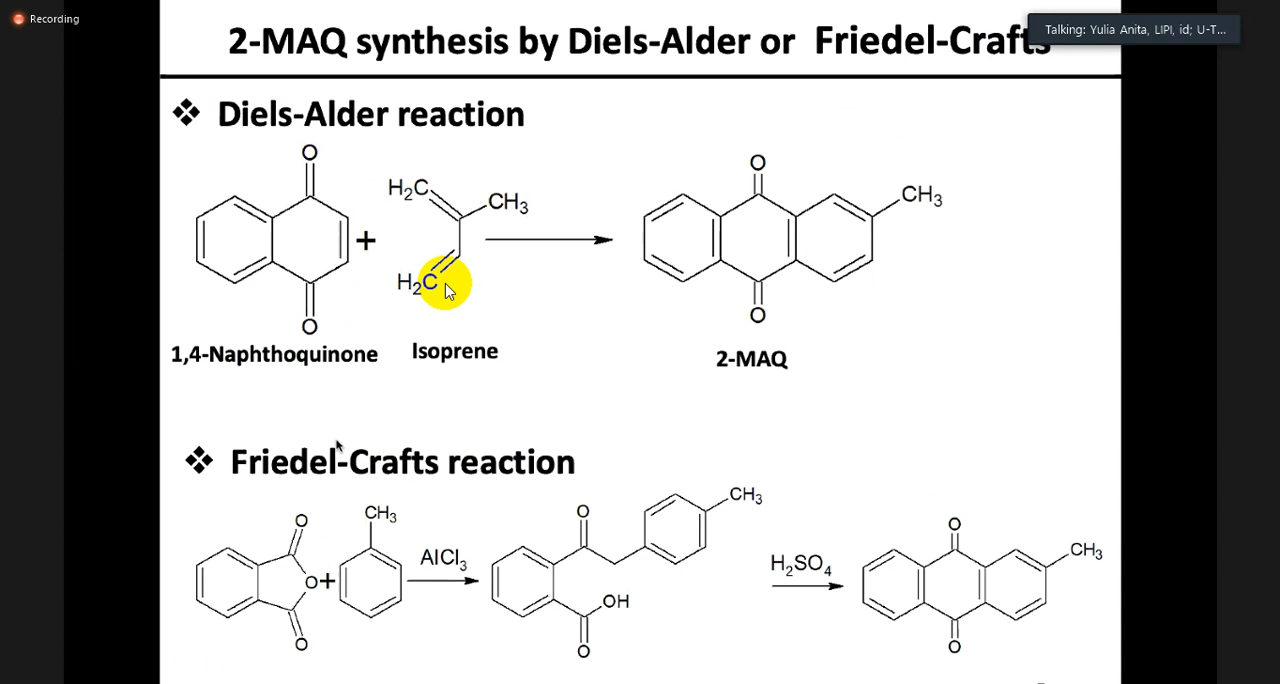 Recording
Talking: Yulia Anita, LIPI, id; U-T...
2-MAQ synthesis by Diels-Alder or Friedel-Crafts
❖ Diels-Alder reaction
O
O
H₂C
CH₃
CH₃
+
H₂C
O
O
1,4-Naphthoquinone
Isoprene
2-MAQ
❖ Friedel-Crafts reaction
CH₃
O
CH₃
O
O
CH₃
AlCl₃
H₂SO₄
O
+
OH
O
O
O